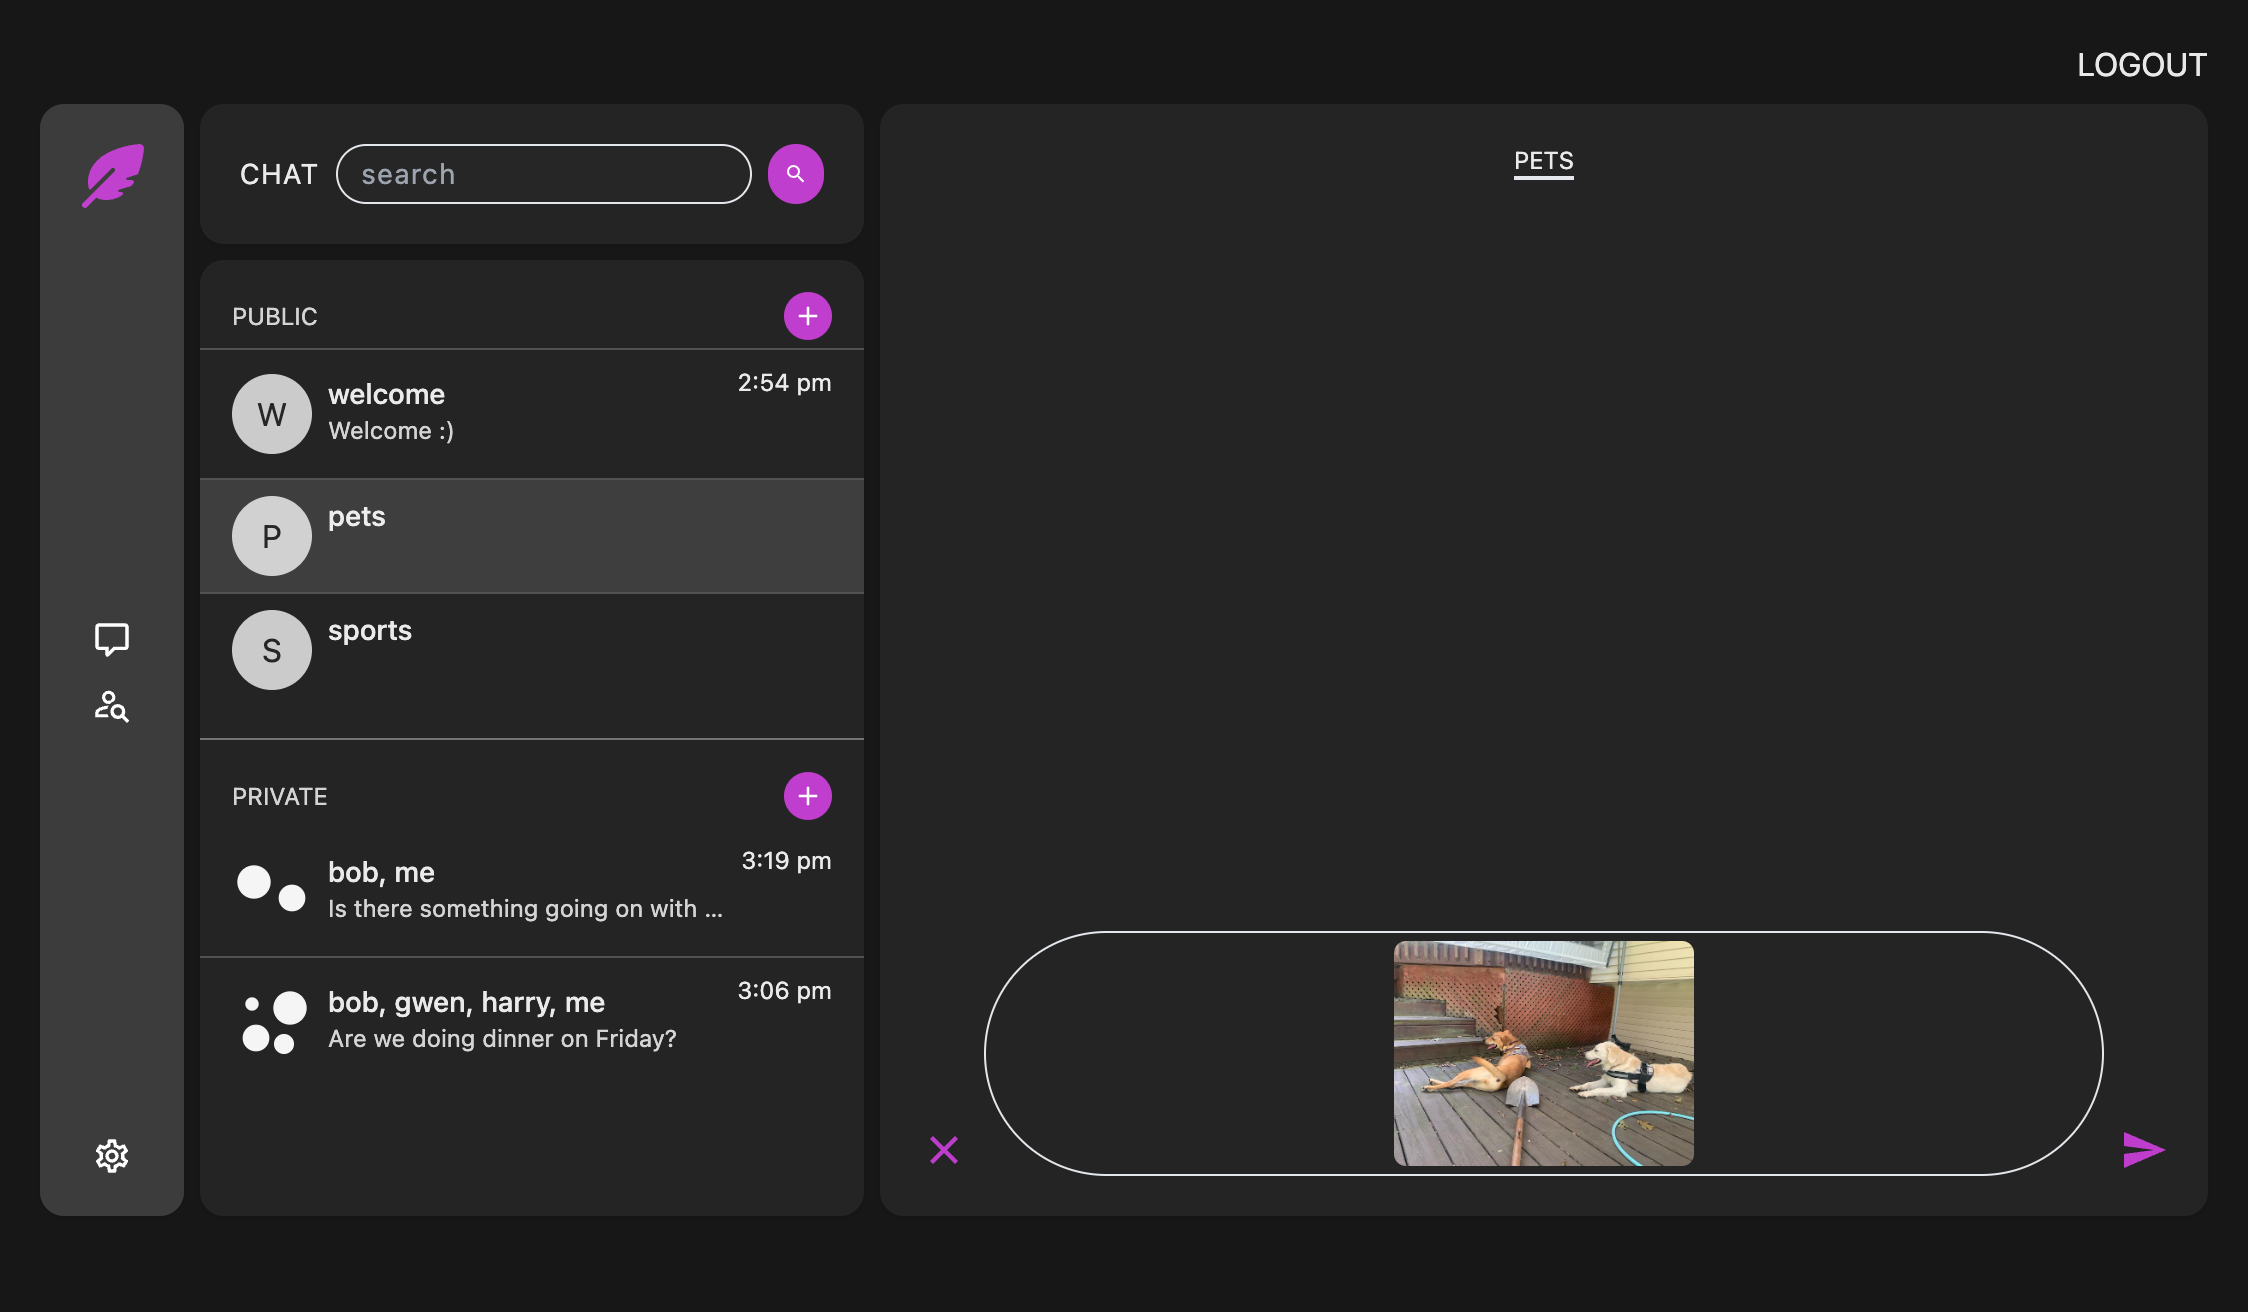 LOGOUT
CHAT
search
PUBLIC
W
welcome
2:54 pm
Welcome :)
P
pets
S
sports
PRIVATE
bob, me
3:19 pm
Is there something going on with ...
bob, gwen, harry, me
3:06 pm
Are we doing dinner on Friday?
PETS